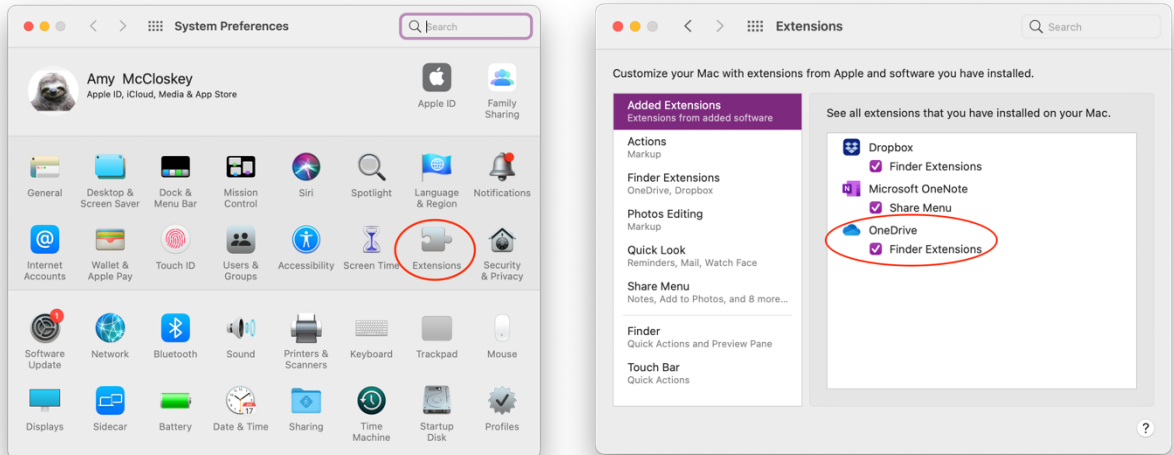 System Preferences
Search
Amy McCloskey
Apple ID, iCloud, Media & App Store
Apple ID
Family
Sharing
General
Desktop &
Screen Saver
Dock &
Menu Bar
Mission
Control
Siri
Spotlight
Language
& Region
Notifications
Internet
Accounts
Wallet &
Apple Pay
Touch ID
Users &
Groups
Accessibility
Screen Time
Extensions
Security
& Privacy
1
Software
Update
Network
Bluetooth
Sound
Printers &
Scanners
Keyboard
Trackpad
Mouse
Displays
Sidecar
Battery
17
Date & Time
Sharing
Time
Machine
Startup
Disk
Profiles
Extensions
Search
Customize your Mac with extensions from Apple and software you have installed.
Added Extensions
Extensions from added software
Actions
Markup
Finder Extensions
OneDrive, Dropbox
Photos Editing
Markup
Quick Look
Reminders, Mail, Watch Face
Share Menu
Notes, Add to Photos, and 8 more...
Finder
Quick Actions and Preview Pane
Touch Bar
Quick Actions
See all extensions that you have installed on your Mac.
Dropbox
Finder Extensions
N
Microsoft OneNote
Share Menu
OneDrive
Finder Extensions
?